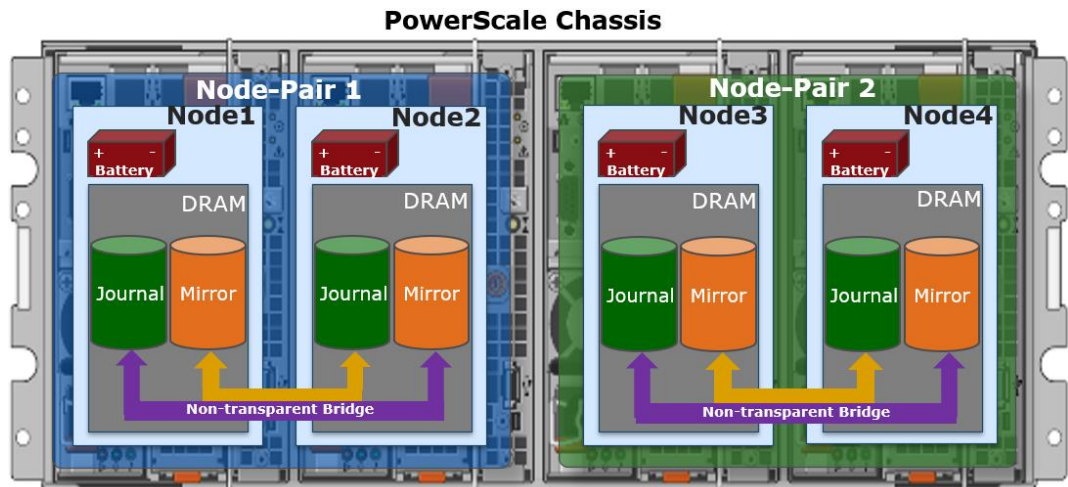 PowerScale Chassis
Node-Pair 1
Node-Pair 2
Node1
Node2
Node3
Node4
+ -
Battery
+ -
Battery
+ -
Battery
+ -
Battery
DRAM
DRAM
DRAM
DRAM
Journal
Mirror
Journal
Mirror
Journal
Mirror
Journal
Mirror
Non-transparent Bridge
Non-transparent Bridge